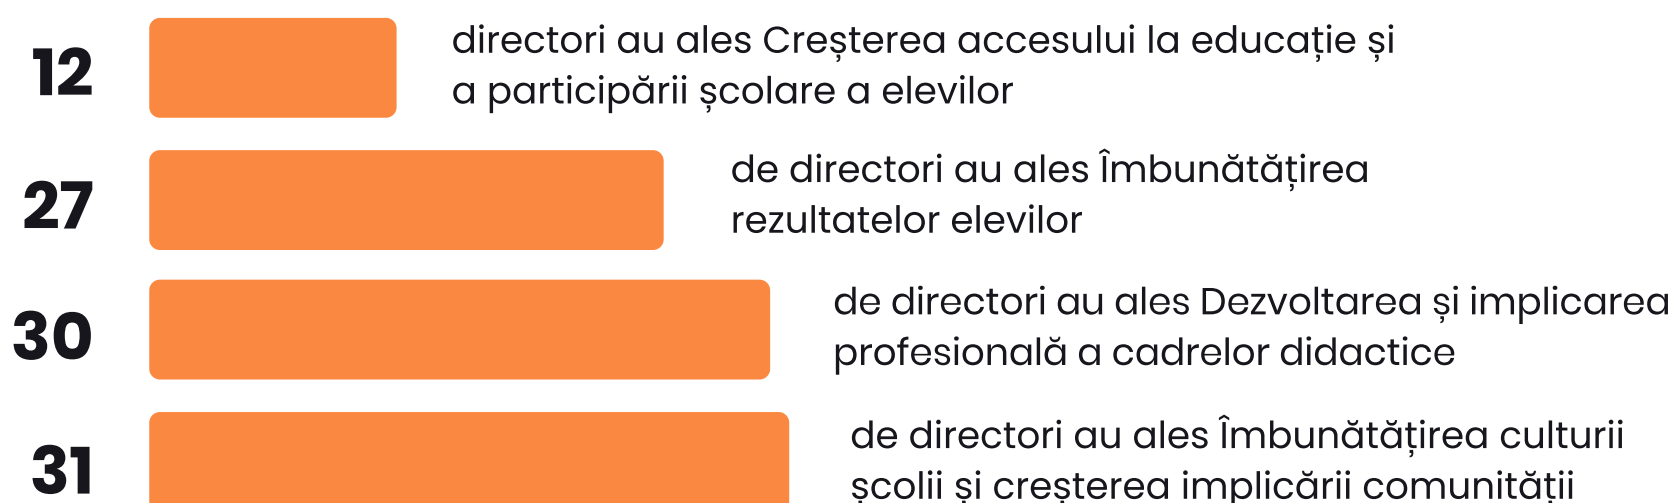 12
directori au ales Creșterea accesului la educație și
a participării școlare a elevilor
27
de directori au ales Îmbunătățirea
rezultatelor elevilor
30
de directori au ales Dezvoltarea și implicarea
profesională a cadrelor didactice
31
de directori au ales Îmbunătățirea culturii
școlii și creșterea implicării comunității